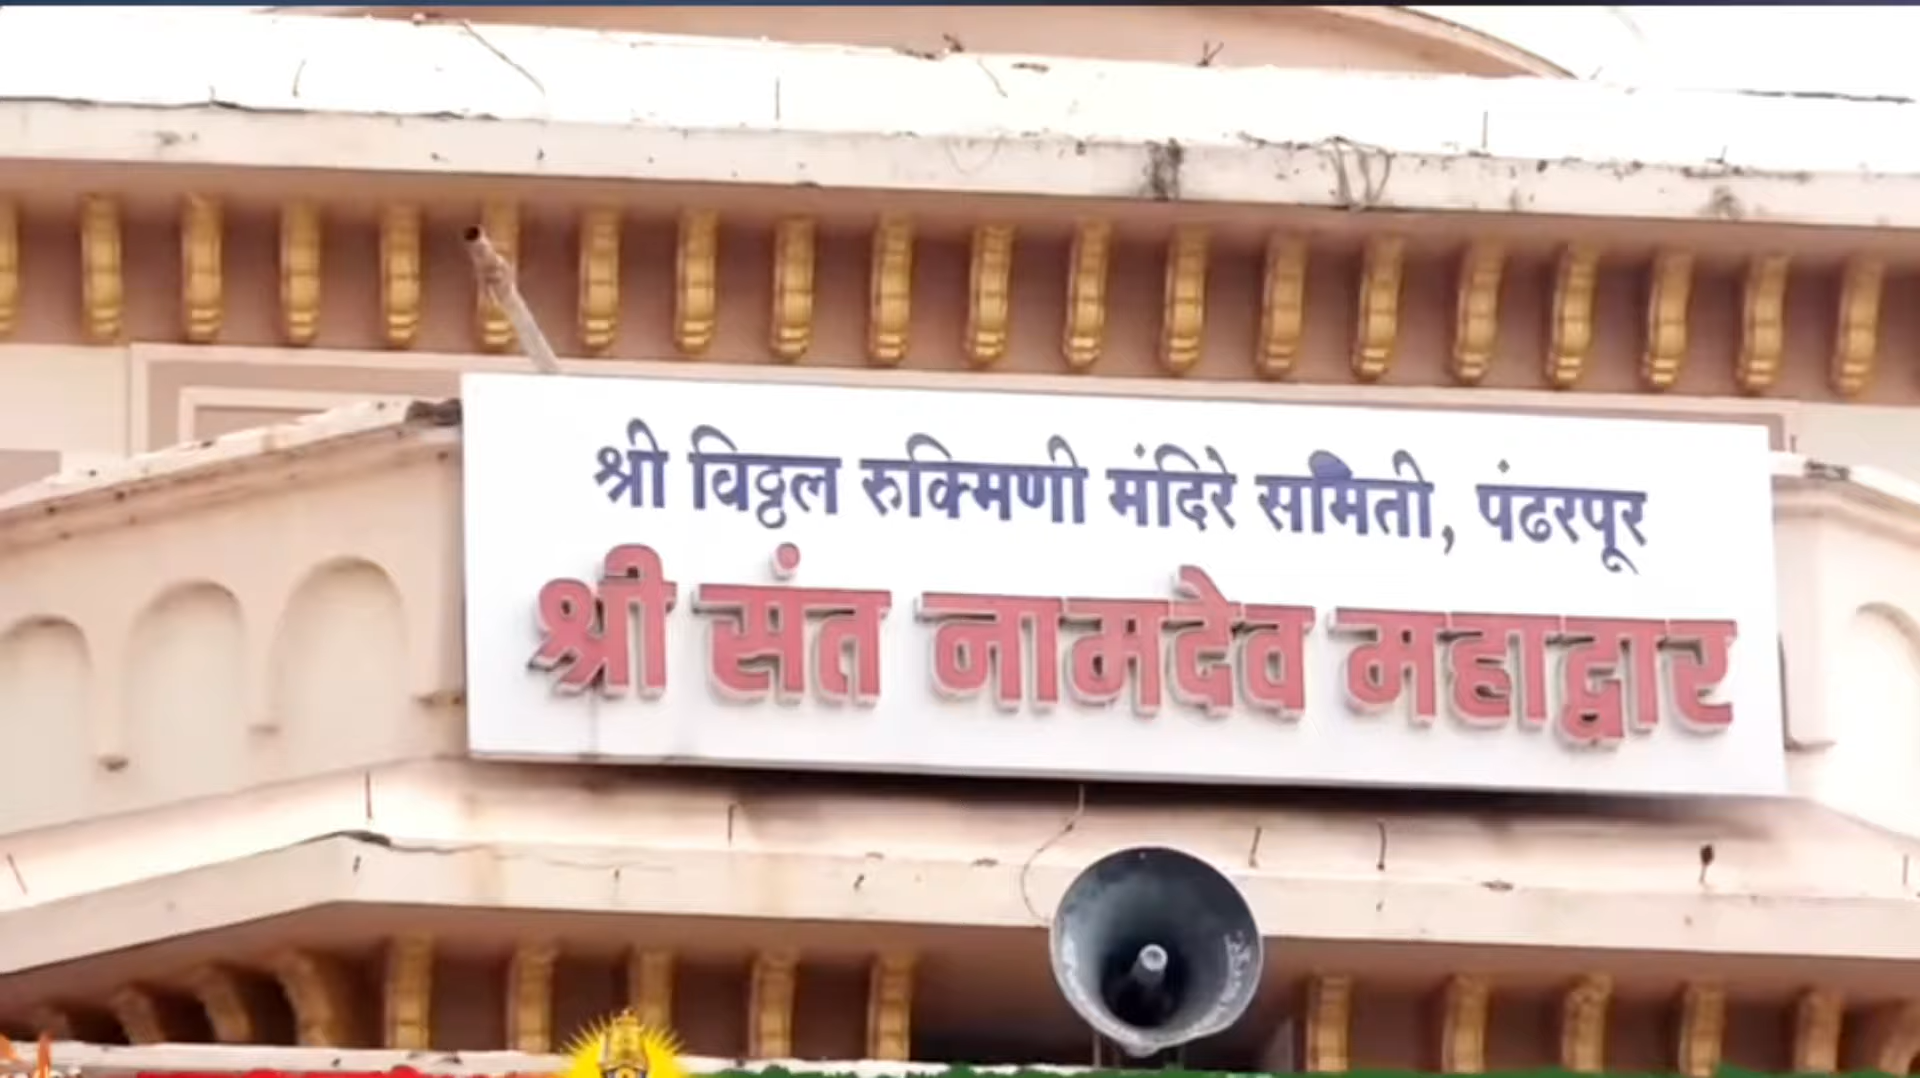 श्री विठ्ठल रुक्मिणी मंदिरे समिती, पंढरपूर
श्री संत नामदेव महाद्वार